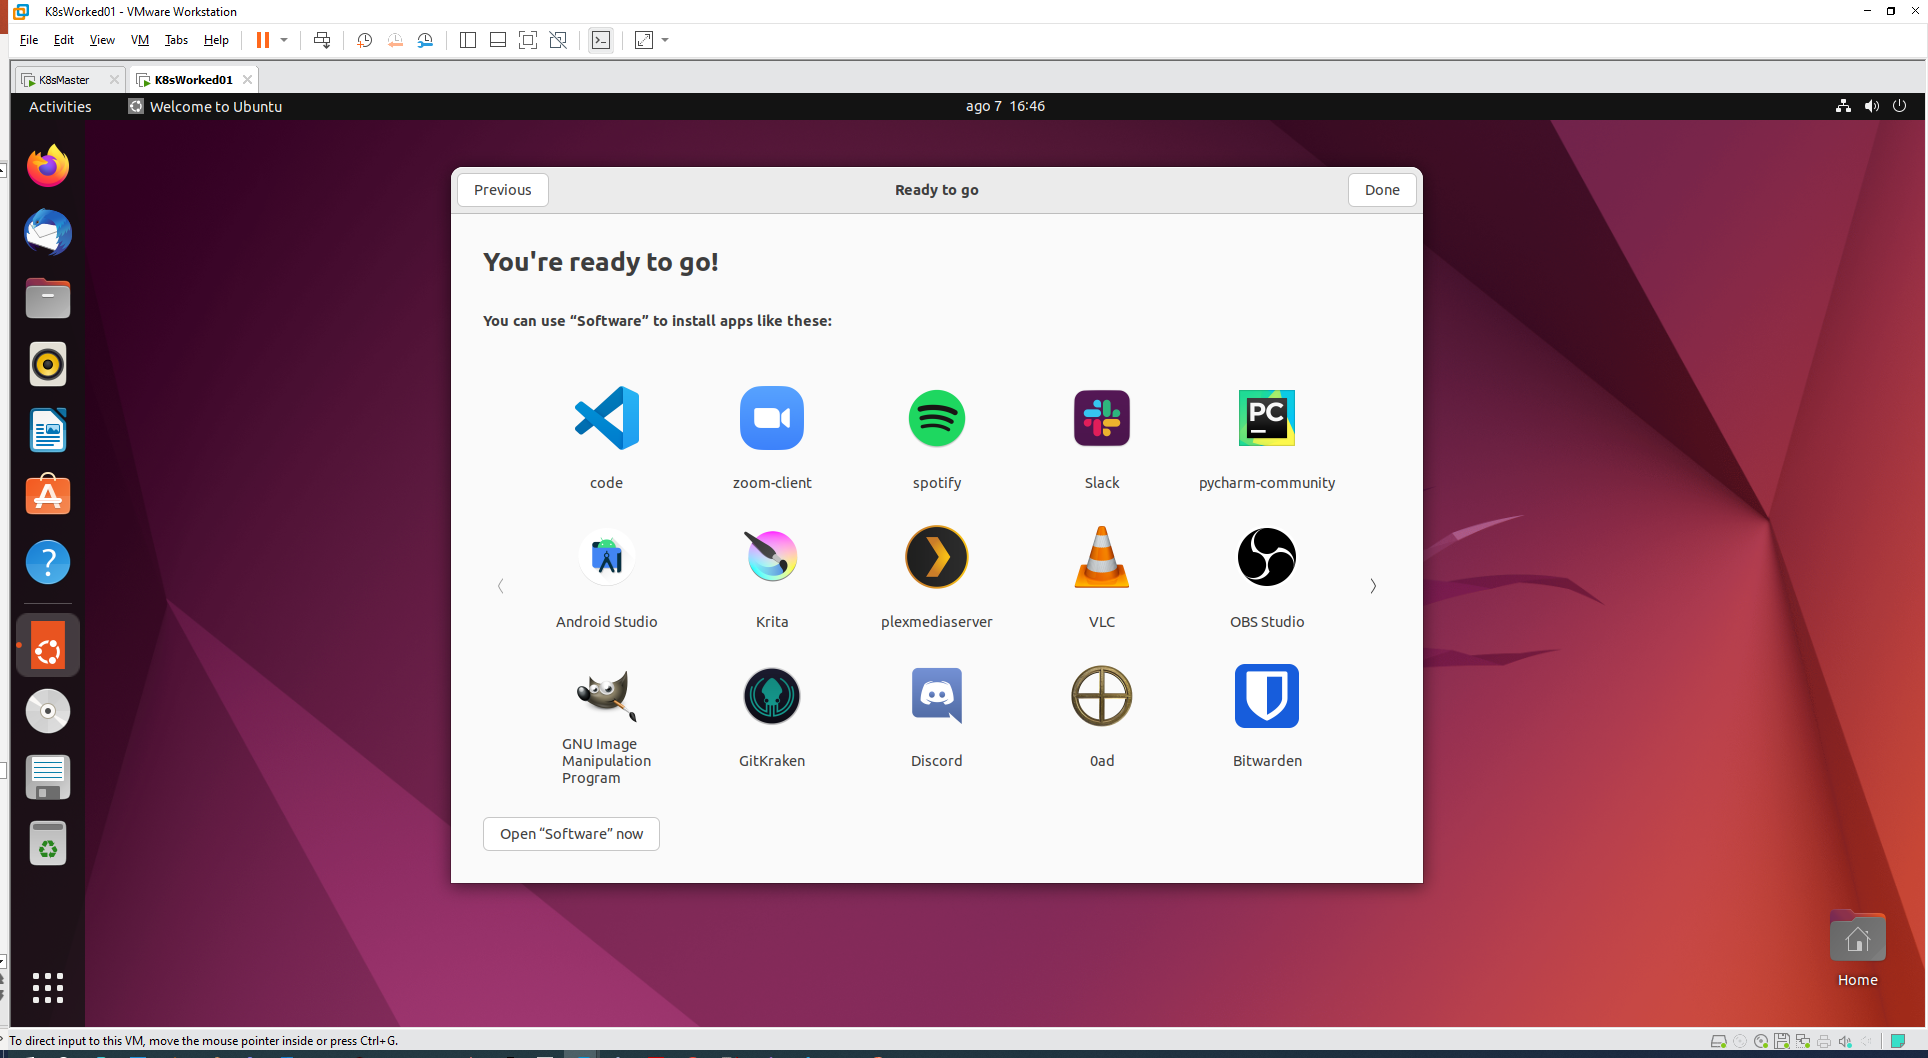 K8sWorked01 - VMware Workstation
File Edit View VM Tabs Help
K8sMaster
K8sWorked01
Activities
Welcome to Ubuntu
ago 7 16:46
Previous
Ready to go
Done
You're ready to go!
You can use “Software” to install apps like these:
code
zoom-client
spotify
Slack
PC
pycharm-community
Android Studio
Krita
plexmediaserver
VLC
OBS Studio
GNU Image
Manipulation
Program
GitKraken
Discord
0ad
Bitwarden
Open “Software” now
Home
To direct input to this VM, move the mouse pointer inside or press Ctrl+G.